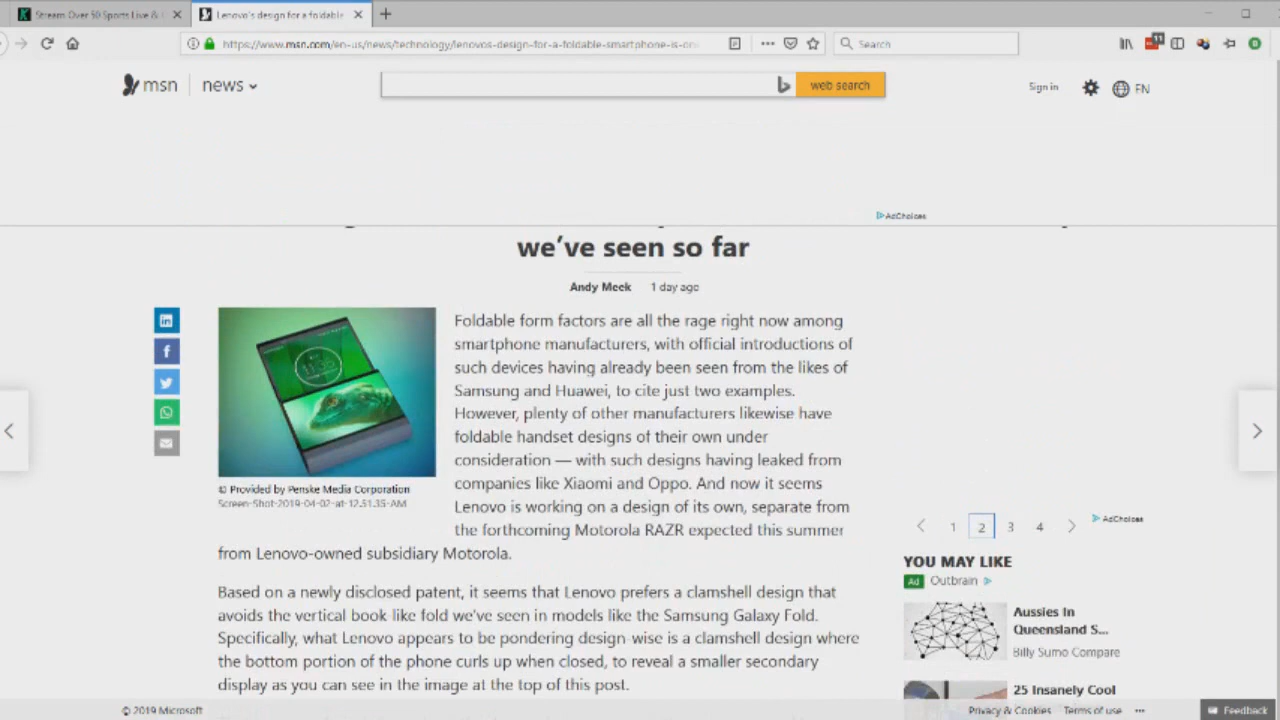 Stream Over 50 Sports Live &
Lenovo's design for a foldable
https://www.msn.com/en-us/news/technology/lenovos-design-for-a-foldable-smartphone-is-on
Search
11
msn
news
web search
Sign in
EN
AdChoices
we've seen so far
Andy Meek 1 day ago
Foldable form factors are all the rage right now among
smartphone manufacturers, with official introductions of
such devices having already been seen from the likes of
Samsung and Huawei, to cite just two examples.
However, plenty of other manufacturers likewise have
foldable handset designs of their own under
consideration — with such designs having leaked from
companies like Xiaomi and Oppo. And now it seems
Lenovo is working on a design of its own, separate from
the forthcoming Motorola RAZR expected this summer
from Lenovo-owned subsidiary Motorola.
© Provided by Penske Media Corporation
Screen-Shot-2019-04-02-at-12.51.35-AM
Based on a newly disclosed patent, it seems that Lenovo prefers a clamshell design that
avoids the vertical book like fold we've seen in models like the Samsung Galaxy Fold.
Specifically, what Lenovo appears to be pondering design-wise is a clamshell design where
the bottom portion of the phone curls up when closed, to reveal a smaller secondary
display as you can see in the image at the top of this post.
1 2 3 4
AdChoices
YOU MAY LIKE
Ad Outbrain
Aussies In
Queensland S...
Billy Sumo Compare
25 Insanely Cool
© 2019 Microsoft
Privacy & Cookies Terms of use ...
Feedback